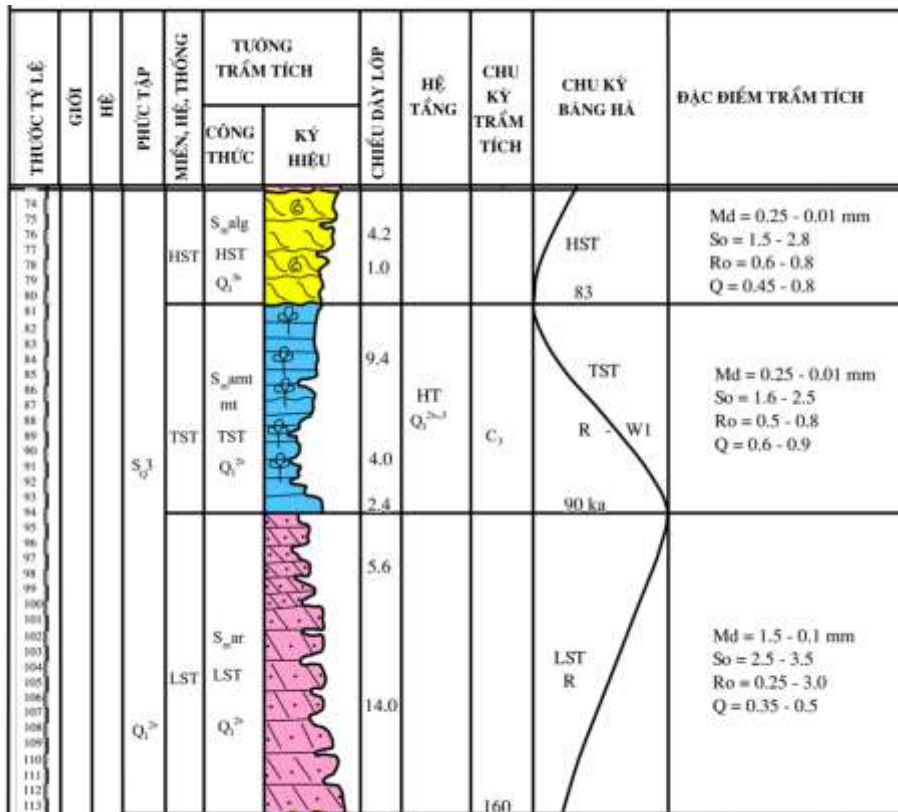 THUỚC TỶ LỆ
GIỚI
HỆ
PHỨC TẬP
MIỀN, HỆ, THỐNG
TƯỚNG
TRẦM TÍCH
CÔNG
THỨC
KÝ
HIỆU
CHIỀU DÀY LỚP
HỆ
TẦNG
CHU
KỲ
TRẦM
TÍCH
CHU KỲ
BĂNG HÀ
ĐẶC ĐIỂM TRẦM TÍCH
74
75
76
77
78
79
80
81
82
83
84
85
86
87
88
89
90
91
92
93
94
95
96
97
98
99
100
101
102
103
104
105
106
107
108
109
110
111
112
113
HST
alg
HST
4.2
1.0
HST
83
Md = 0.25 - 0.01 mm
So = 1.5 - 2.8
Ro = 0.6 - 0.8
Q = 0.45 - 0.8
TST
amt
mt
TST
9.4
4.0
2.4
HT
C₃
TST
R - W1
90 ka
Md = 0.25 - 0.01 mm
So = 1.6 - 2.5
Ro = 0.5 - 0.8
Q = 0.6 - 0.9
LST
ar
LST
5.6
14.0
160
LST
R
Md = 1.5 - 0.1 mm
So = 2.5 - 3.5
Ro = 0.25 - 3.0
Q = 0.35 - 0.5